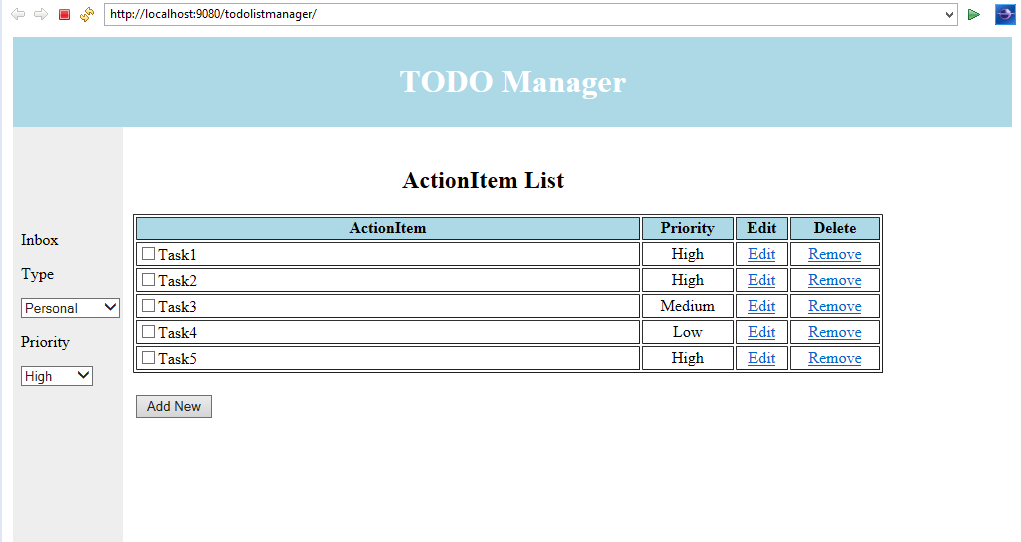 http://localhost:9080/todolistmanager/
TODO Manager
Inbox
Type
Personal
Priority
High
ActionItem List
ActionItem Priority Edit Delete
Task1 High Edit Remove
Task2 High Edit Remove
Task3 Medium Edit Remove
Task4 Low Edit Remove
Task5 High Edit Remove
Add New